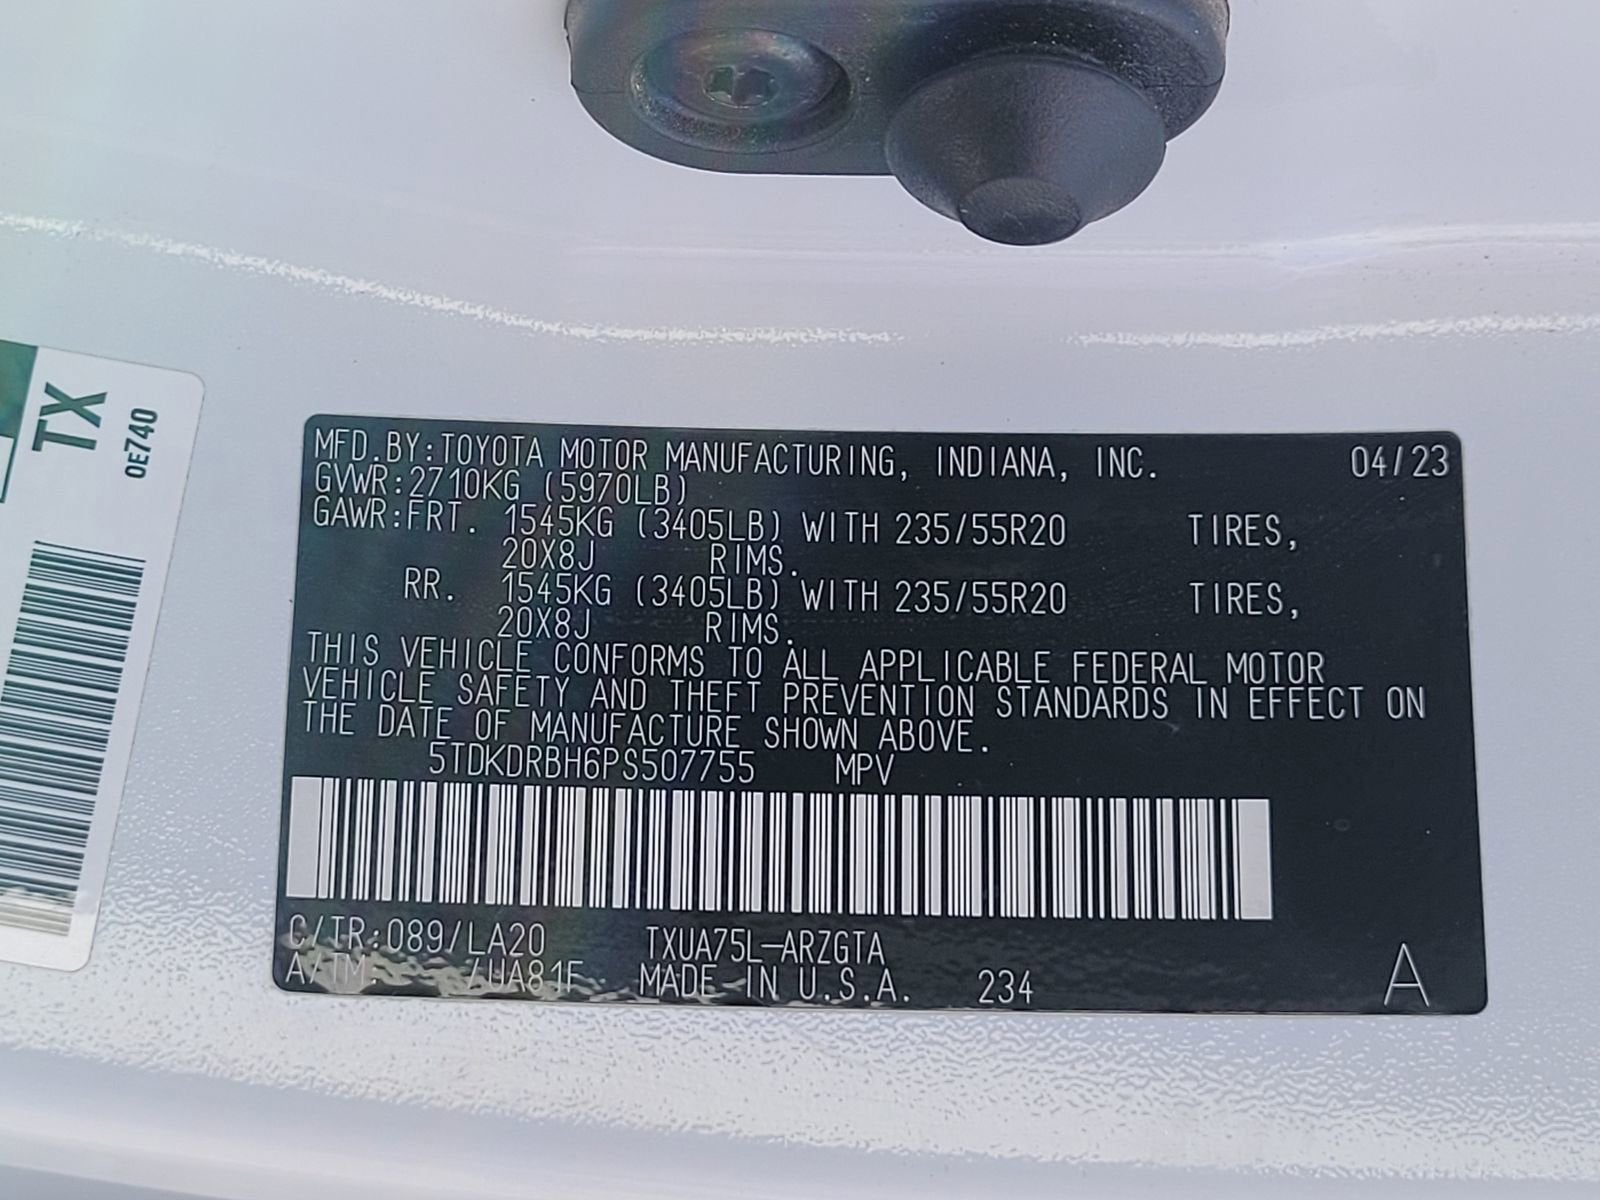 TX
0E740
MFD.BY:TOYOTA MOTOR MANUFACTURING, INDIANA, INC. 04/23
GVWR:2710KG (5970LB)
GAWR:FRT. 1545KG (3405LB) WITH 235/55R20 TIRES,
20X8J RIMS.
RR. 1545KG (3405LB) WITH 235/55R20 TIRES,
20X8J RIMS.
THIS VEHICLE CONFORMS TO ALL APPLICABLE FEDERAL MOTOR
VEHICLE SAFETY AND THEFT PREVENTION STANDARDS IN EFFECT ON
THE DATE OF MANUFACTURE SHOWN ABOVE.
5TDKDRBH6PS507755 MPV
C/TR:089/LA20 TXUA75L-ARZGTA
A/TM: /UA81F MADE IN U.S.A. 234
A